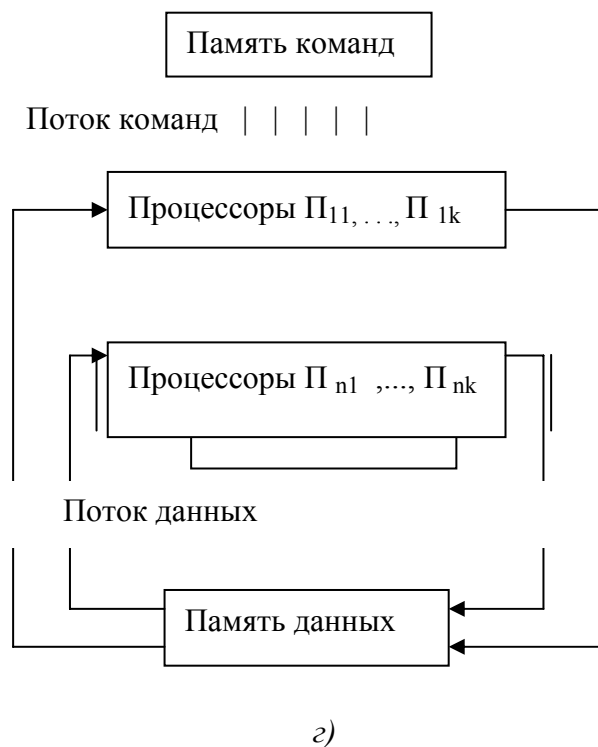 Память команд
Поток команд | | | | |
Процессоры П11, . . ., П 1k
Процессоры П n1 ,..., П nk
Поток данных
Память данных
г)